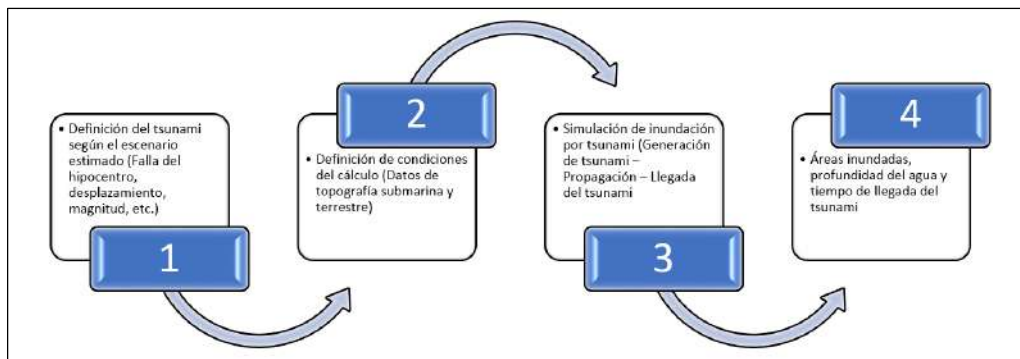 1
• Definición del tsunami
según el escenario
estimado (Falla del
hipocentro,
desplazamiento,
magnitud, etc.)
2
• Definición de condiciones
del cálculo (Datos de
topografía submarina y
terrestre)
3
• Simulación de inundación
por tsunami (Generación
de tsunami –
Propagación – Llegada
del tsunami
4
• Áreas inundadas,
profundidad del agua y
tiempo de llegada del
tsunami